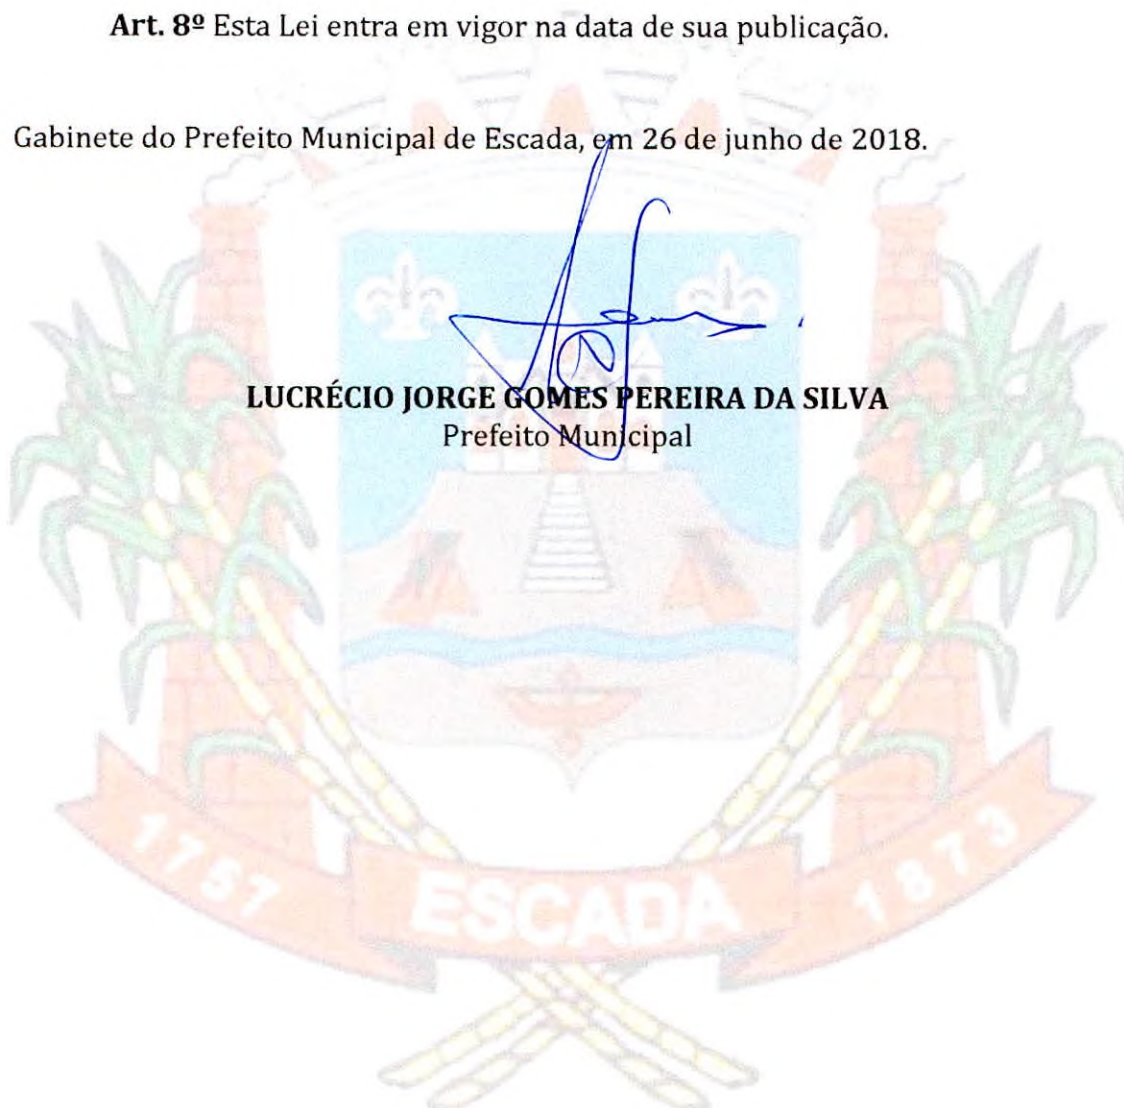 Art. 8º Esta Lei entra em vigor na data de sua publicação.
Gabinete do Prefeito Municipal de Escada, em 26 de junho de 2018.
LUCRÉCIO JORGE GOMES PEREIRA DA SILVA
Prefeito Municipal
1757
ESCADA
1873